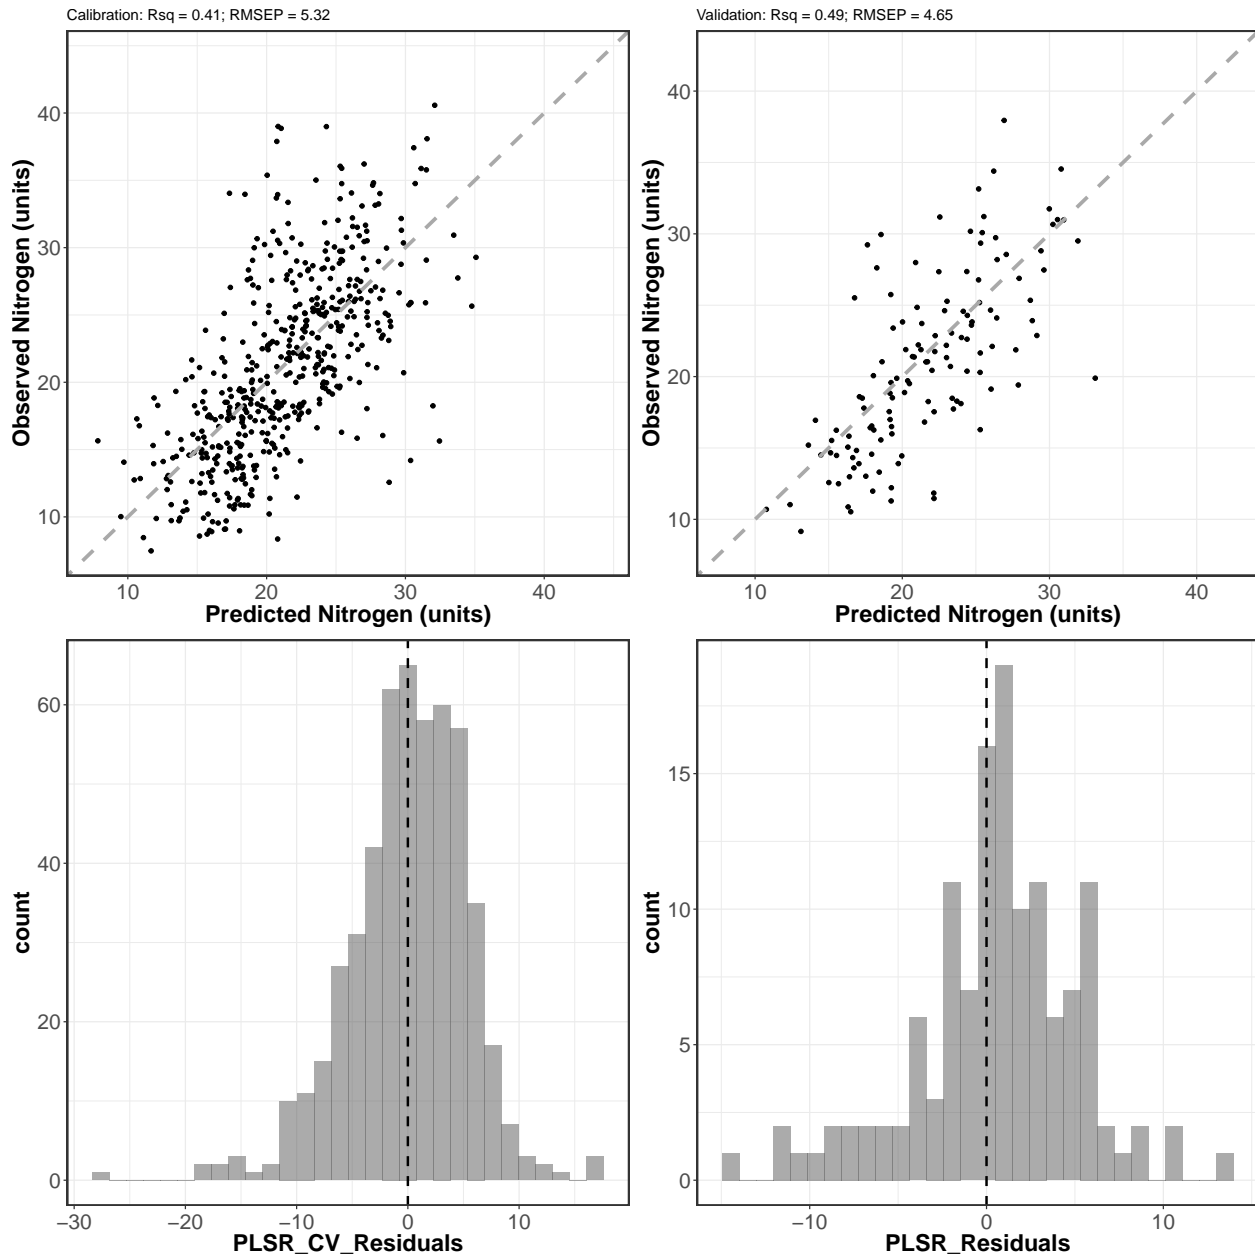 Calibration: Rsq = 0.41; RMSEP = 5.32
Validation: Rsq = 0.49; RMSEP = 4.65
Observed Nitrogen (units)
40
30
20
10
10 20 30 40
Predicted Nitrogen (units)
Observed Nitrogen (units)
40
30
20
10
10 20 30 40
Predicted Nitrogen (units)
count
60
40
20
0
−30 −20 −10 0 10
PLSR_CV_Residuals
count
15
10
5
0
−10 0 10
PLSR_Residuals